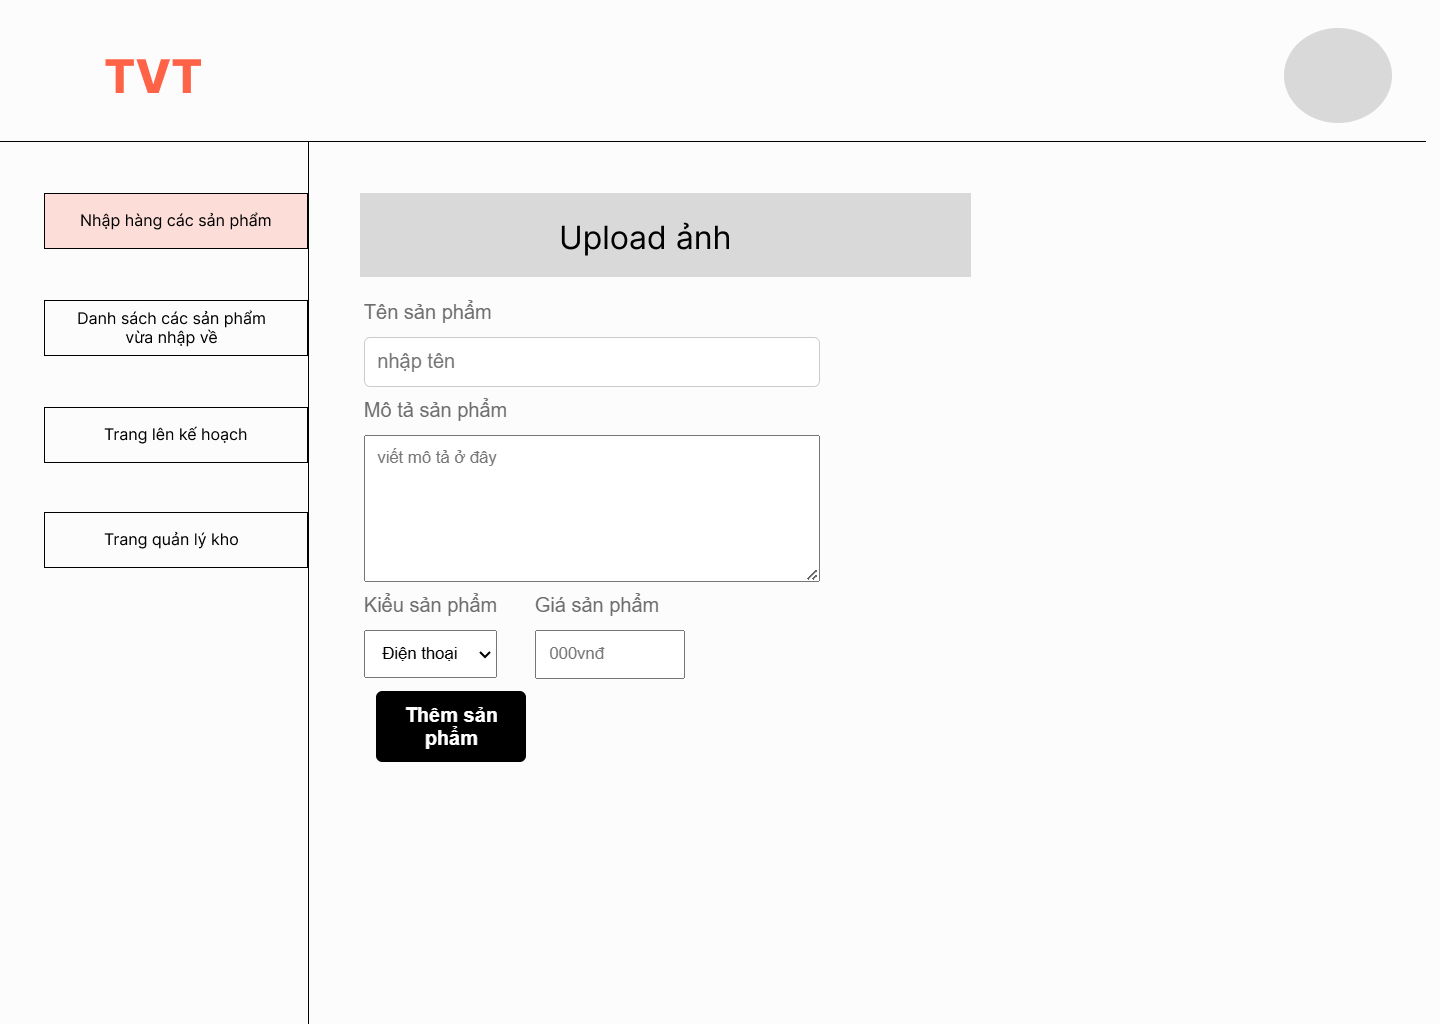 TVT
Nhập hàng các sản phẩm
Danh sách các sản phẩm
vừa nhập về
Trang lên kế hoạch
Trang quản lý kho
Upload ảnh
Tên sản phẩm
nhập tên
Mô tả sản phẩm
viết mô tả ở đây
Kiểu sản phẩm
Giá sản phẩm
Điện thoại
000vnđ
Thêm sản
phẩm